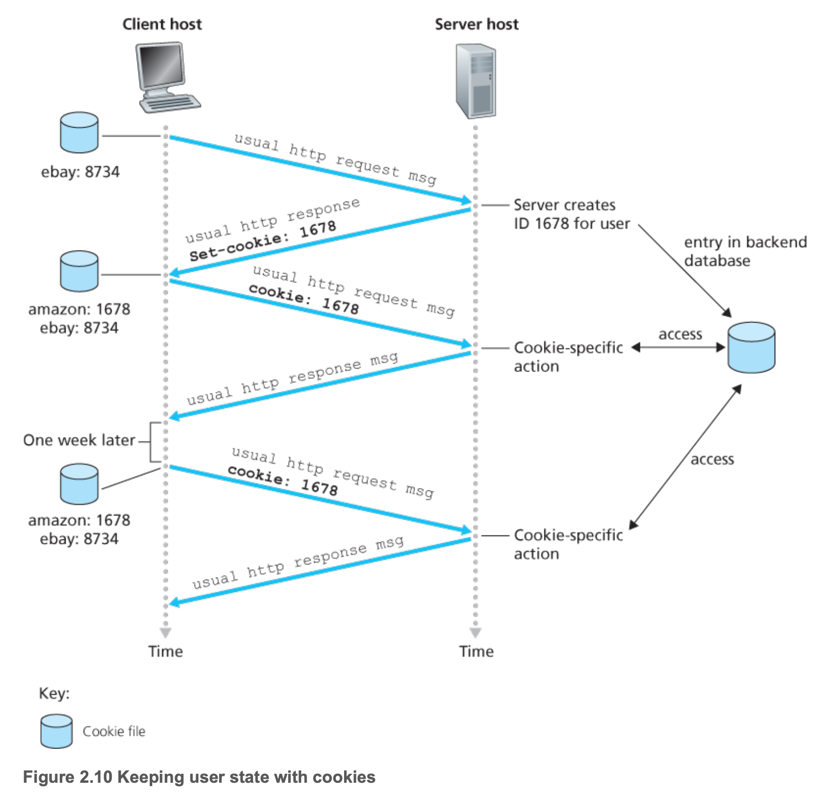 Client host
Server host
ebay: 8734
usual http request msg
Server creates
ID 1678 for user
entry in backend
database
usual http response
Set-cookie: 1678
amazon: 1678
ebay: 8734
usual http request msg
cookie: 1678
Cookie-specific
action
access
usual http response msg
One week later
amazon: 1678
ebay: 8734
usual http request msg
cookie: 1678
access
Cookie-specific
action
usual http response msg
Time
Time
Key:
Cookie file
Figure 2.10 Keeping user state with cookies